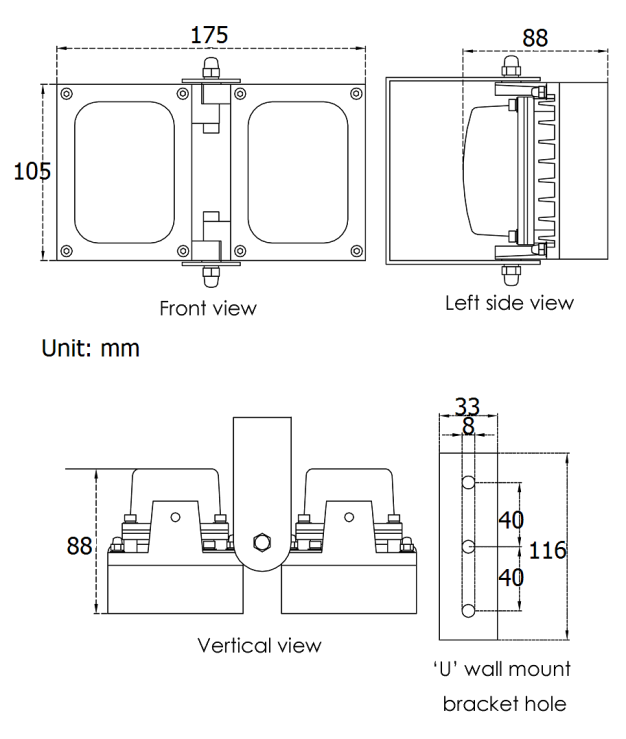 175
88
105
Front view
Left side view
Unit: mm
33
8
88
40
116
40
Vertical view
‘U’ wall mount
bracket hole